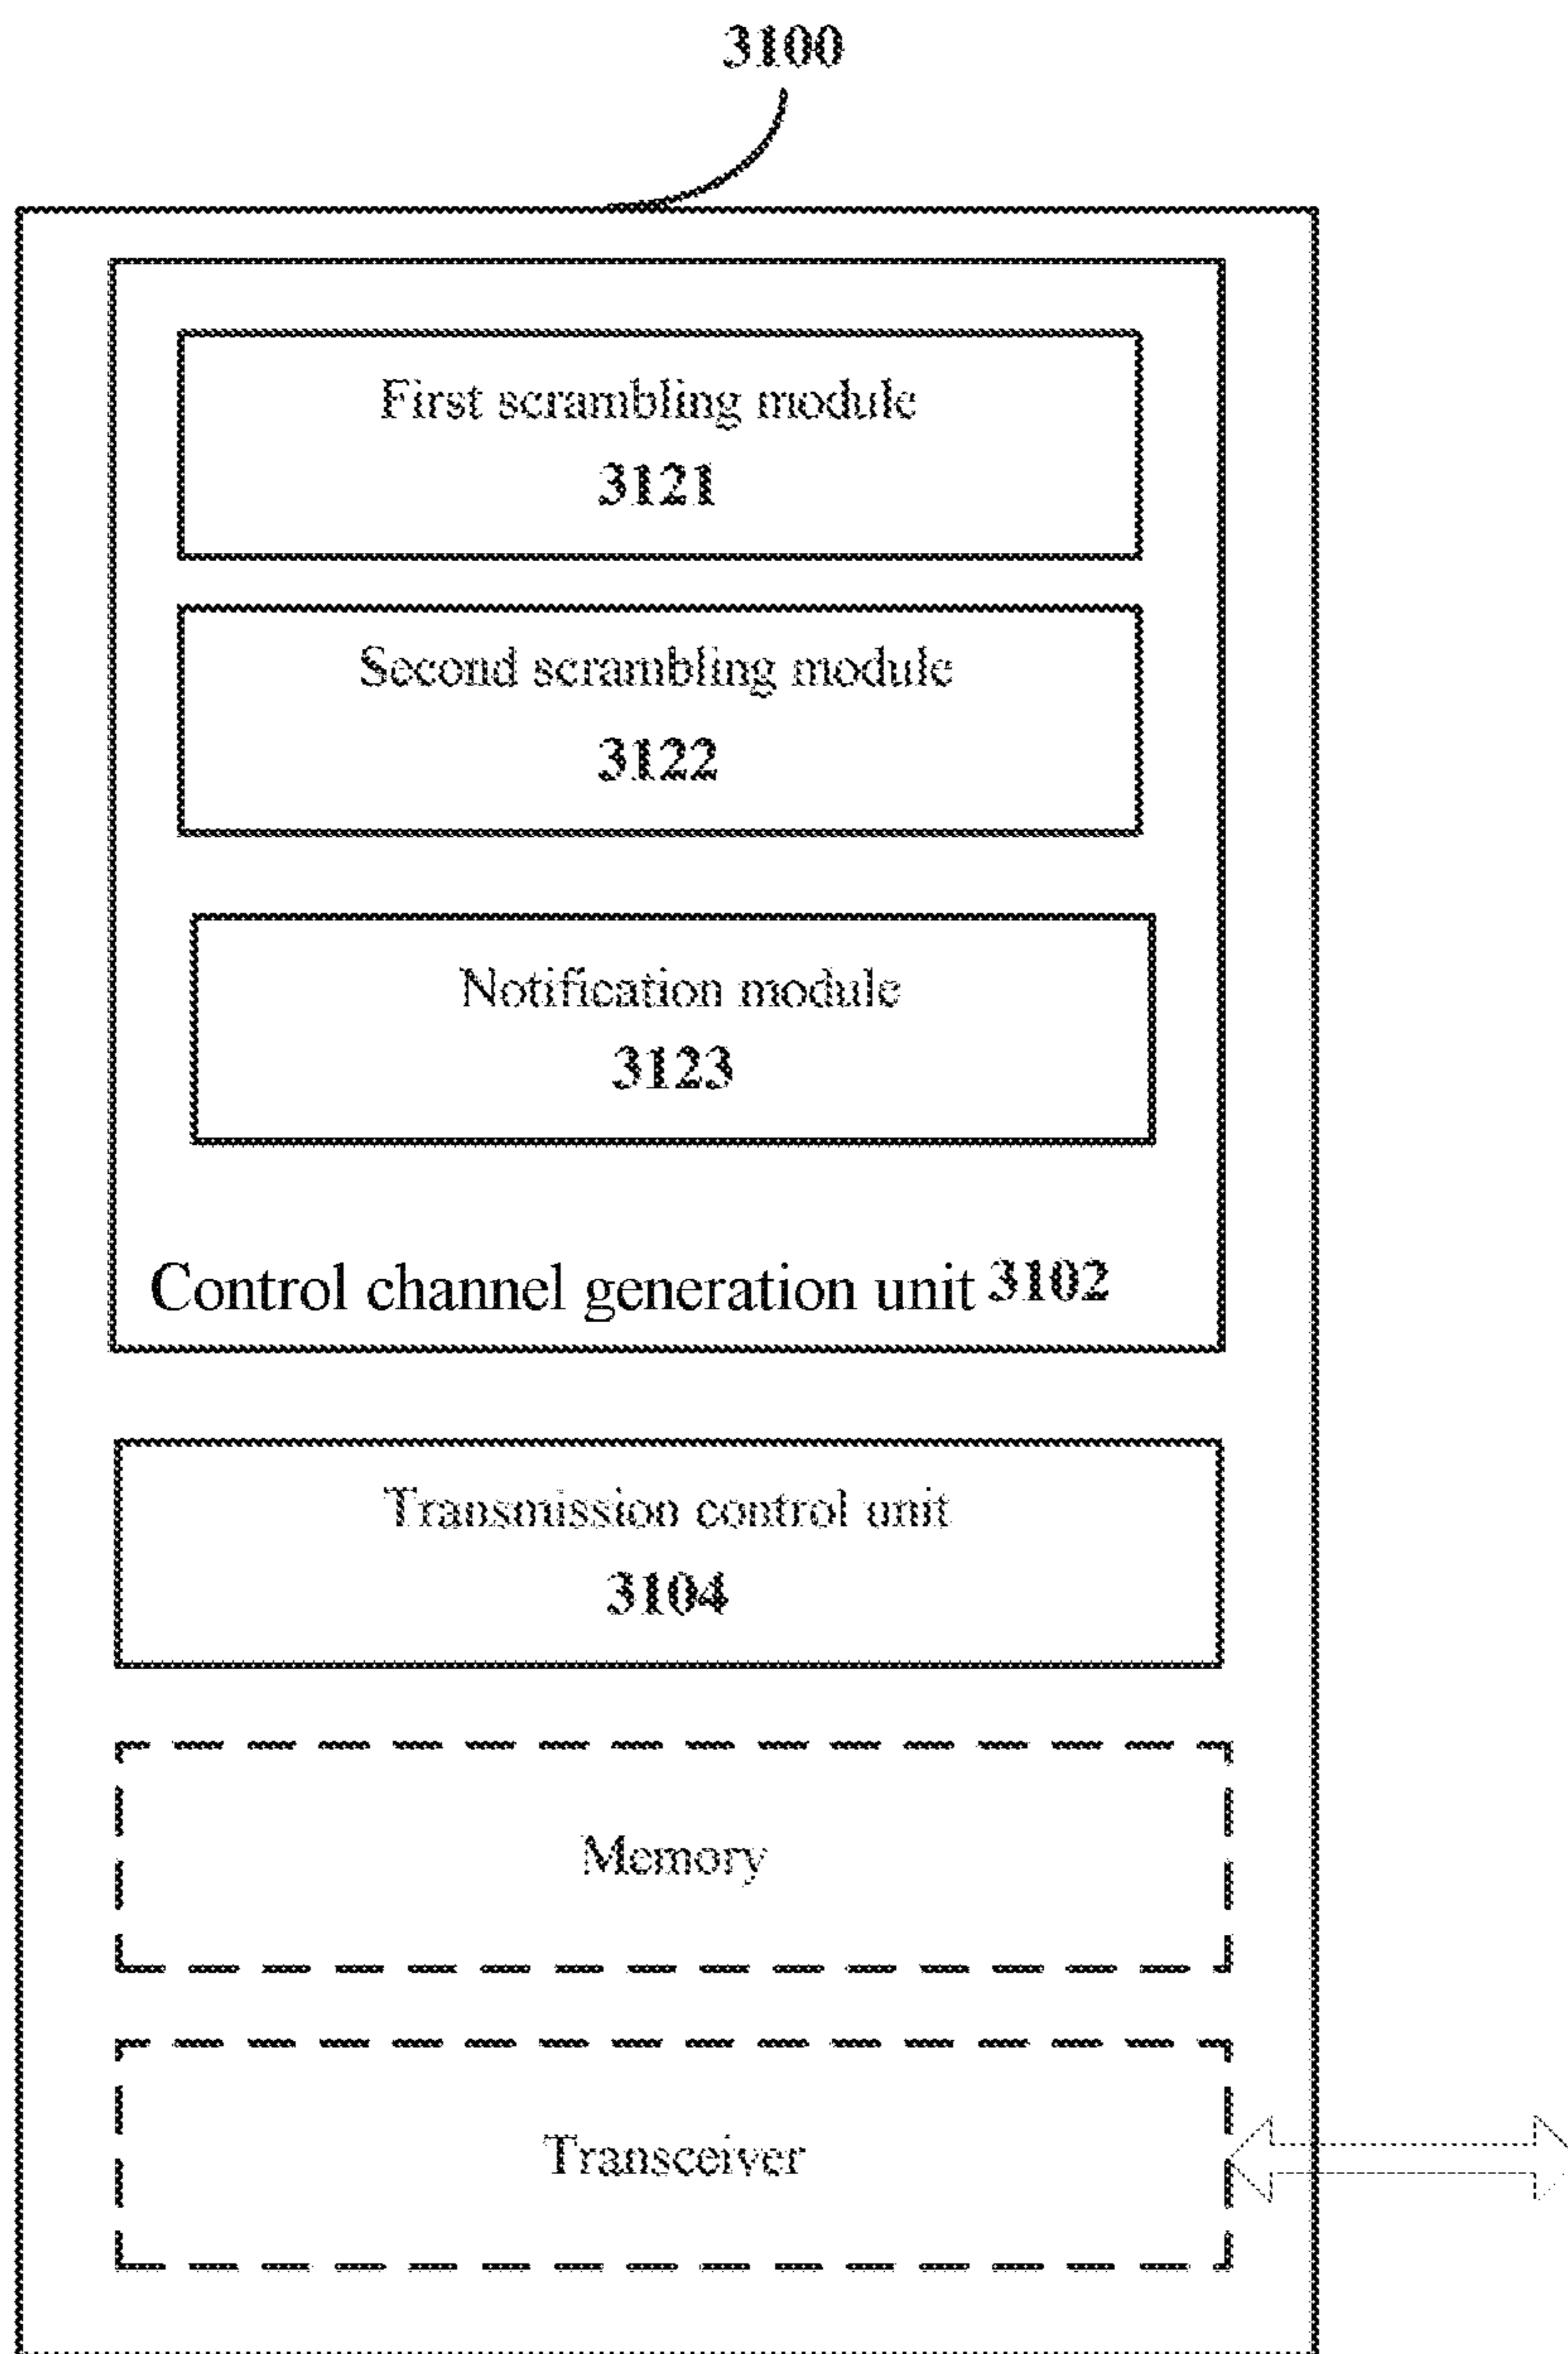 3100
First scrambling module
3121
Second scrambling module
3122
Notification module
3123
Control channel generation unit 3102
Transmission control unit
3104
Memory
Transceiver